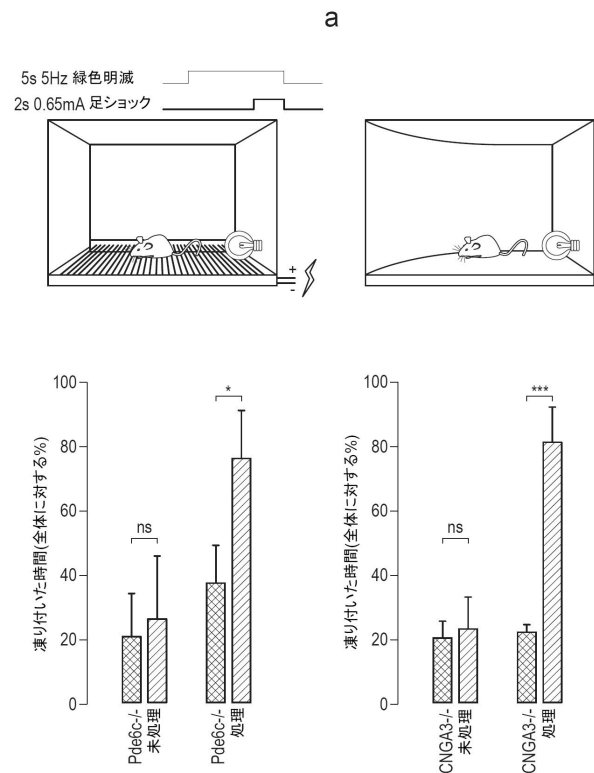 a
5s 5Hz 緑色明滅
2s 0.65mA 足ショック
+
-
凍り付いた時間(全体に対する%)
100
80
60
40
20
0
ns
*
Pde6c-/-
未処理
Pde6c-/-
処理
凍り付いた時間(全体に対する%)
100
80
60
40
20
0
ns
***
CNGA3-/-
未処理
CNGA3-/-
処理